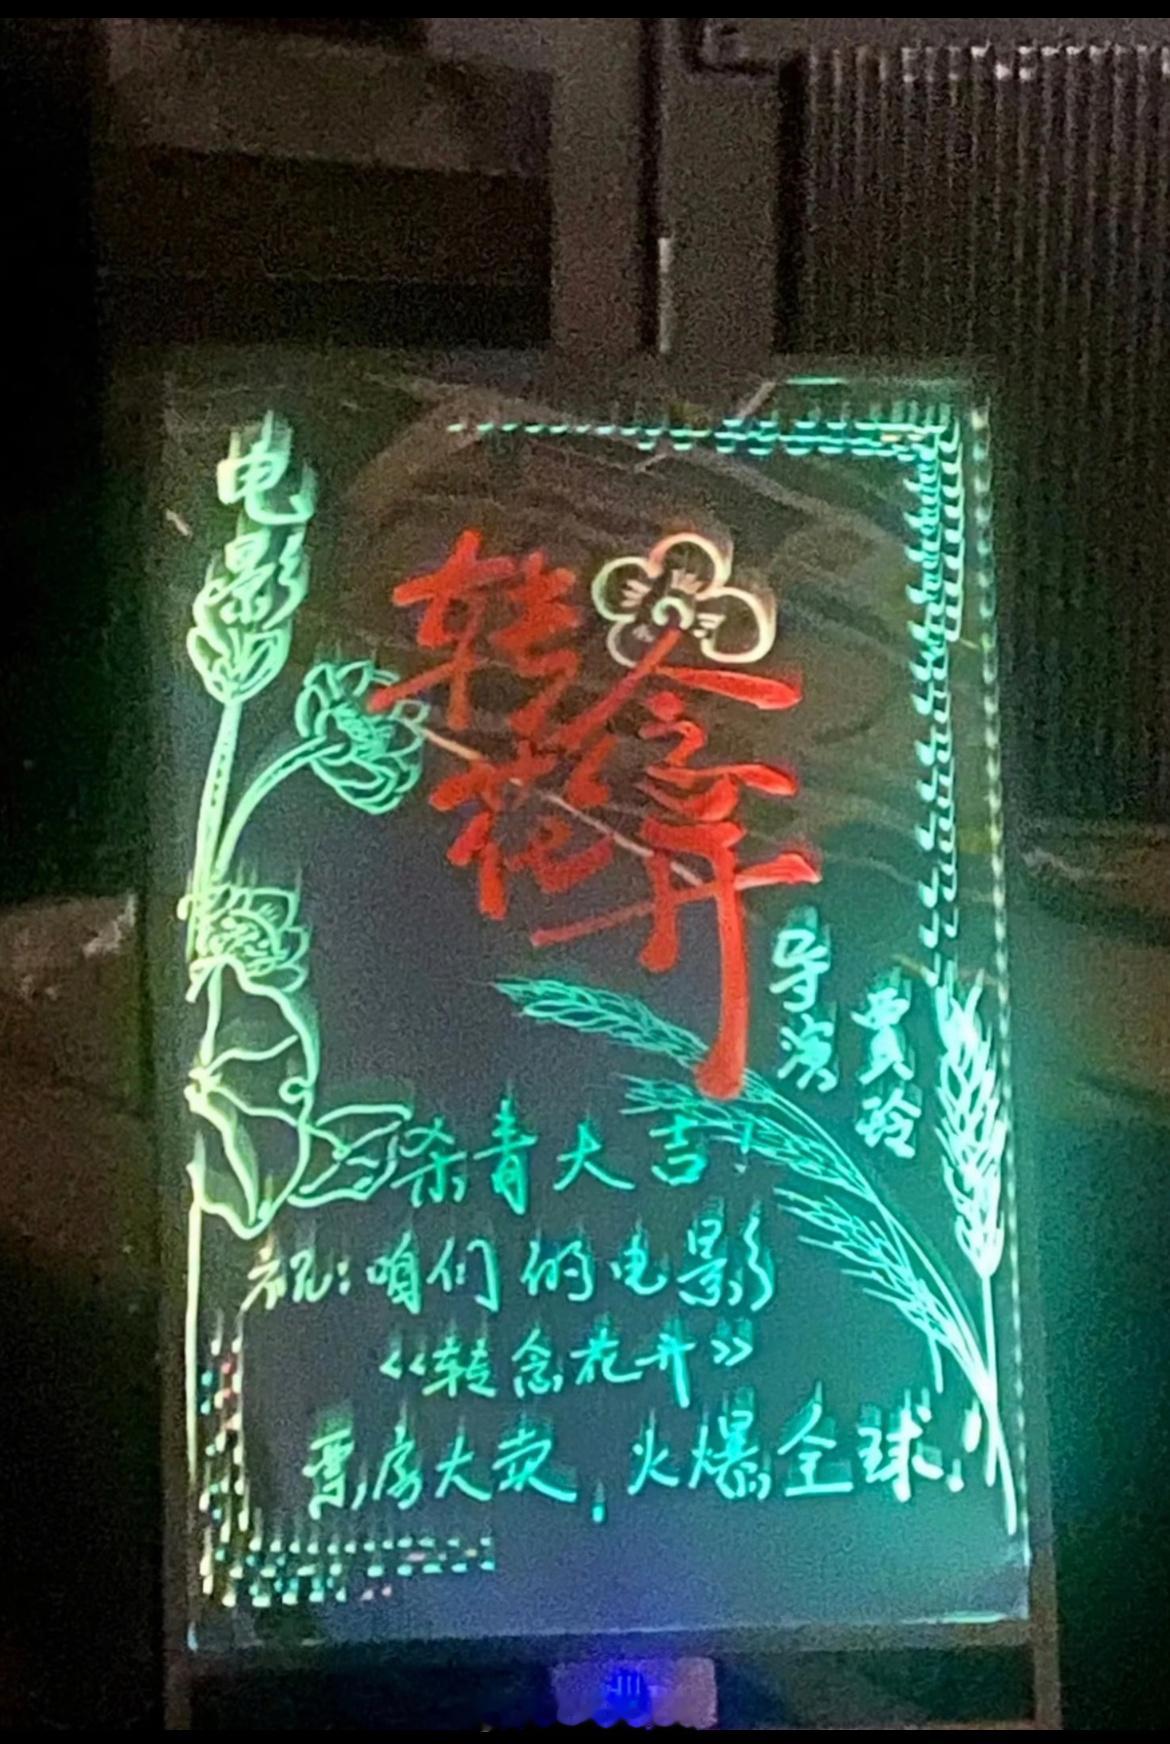 电影
转念
花开
导演
贾玲
杀青大吉!
祝:咱们的电影
《转念花开》
票房大卖,火爆全球.